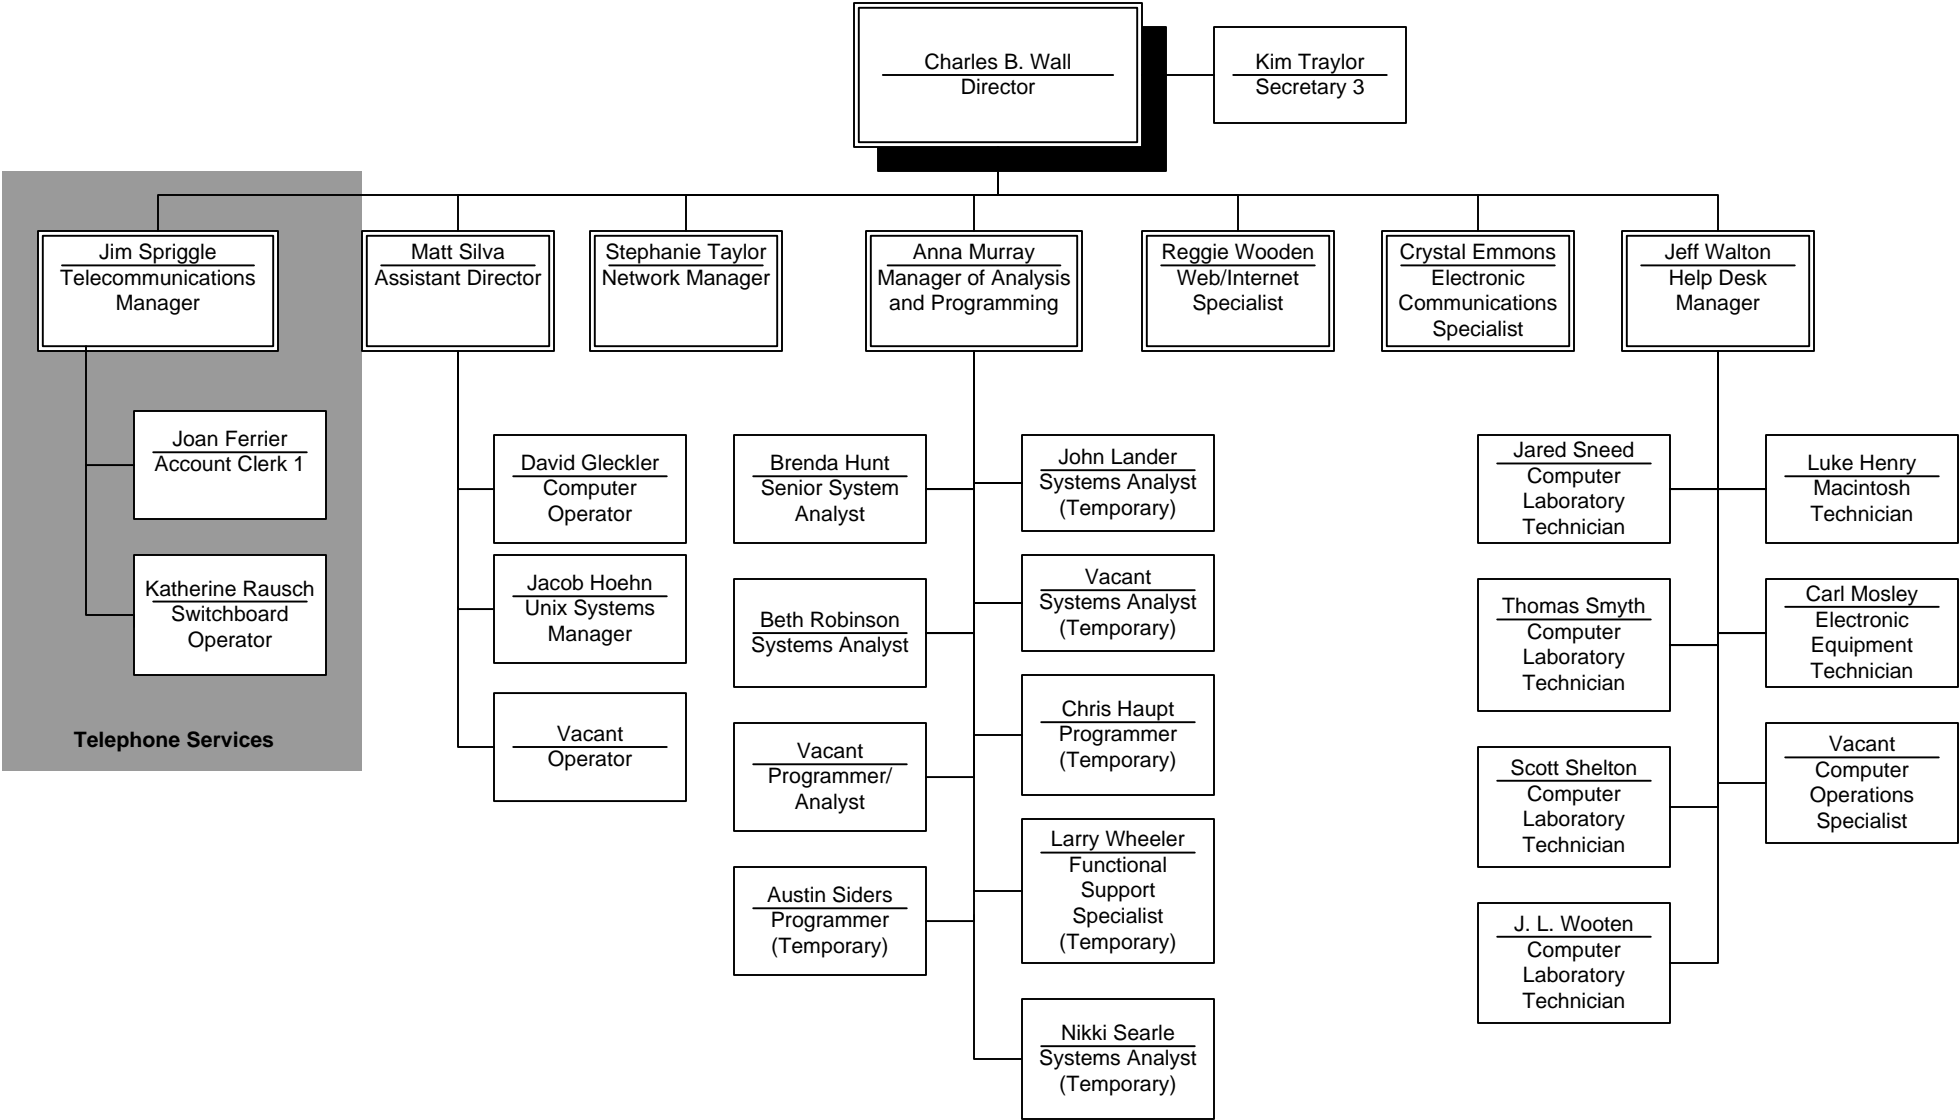 Charles B. Wall
Director
Kim Traylor
Secretary 3
Jim Spriggle
Telecommunications
Manager
Matt Silva
Assistant Director
Stephanie Taylor
Network Manager
Anna Murray
Manager of Analysis
and Programming
Reggie Wooden
Web/Internet
Specialist
Crystal Emmons
Electronic
Communications
Specialist
Jeff Walton
Help Desk
Manager
Joan Ferrier
Account Clerk 1
Katherine Rausch
Switchboard
Operator
Telephone Services
David Gleckler
Computer
Operator
Jacob Hoehn
Unix Systems
Manager
Vacant
Operator
Brenda Hunt
Senior System
Analyst
Beth Robinson
Systems Analyst
Vacant
Programmer/
Analyst
Austin Siders
Programmer
(Temporary)
John Lander
Systems Analyst
(Temporary)
Vacant
Systems Analyst
(Temporary)
Chris Haupt
Programmer
(Temporary)
Larry Wheeler
Functional
Support
Specialist
(Temporary)
Nikki Searle
Systems Analyst
(Temporary)
Jared Sneed
Computer
Laboratory
Technician
Thomas Smyth
Computer
Laboratory
Technician
Scott Shelton
Computer
Laboratory
Technician
J. L. Wooten
Computer
Laboratory
Technician
Luke Henry
Macintosh
Technician
Carl Mosley
Electronic
Equipment
Technician
Vacant
Computer
Operations
Specialist